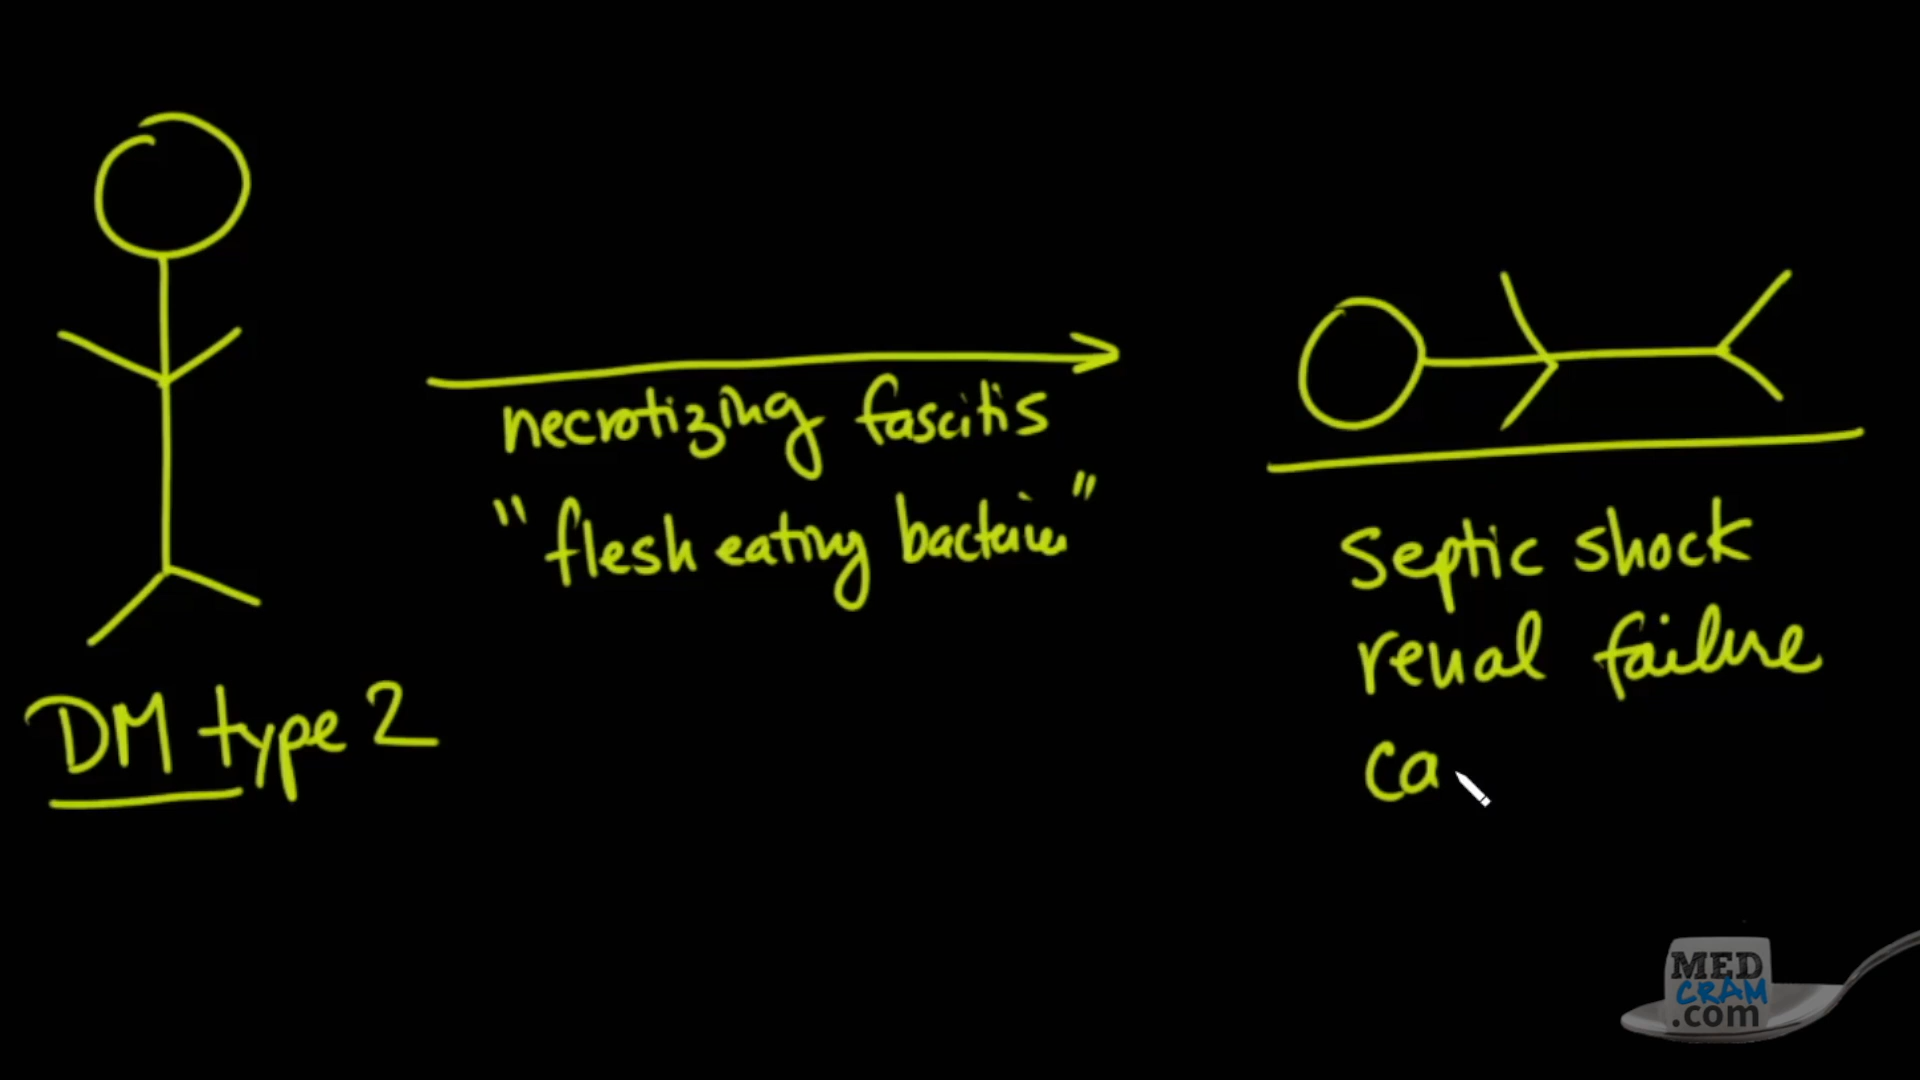 necrotizing fascitis
"flesh eating bacteria"
septic shock
renal failure
ca
DM type 2
MED
CRAM
.com